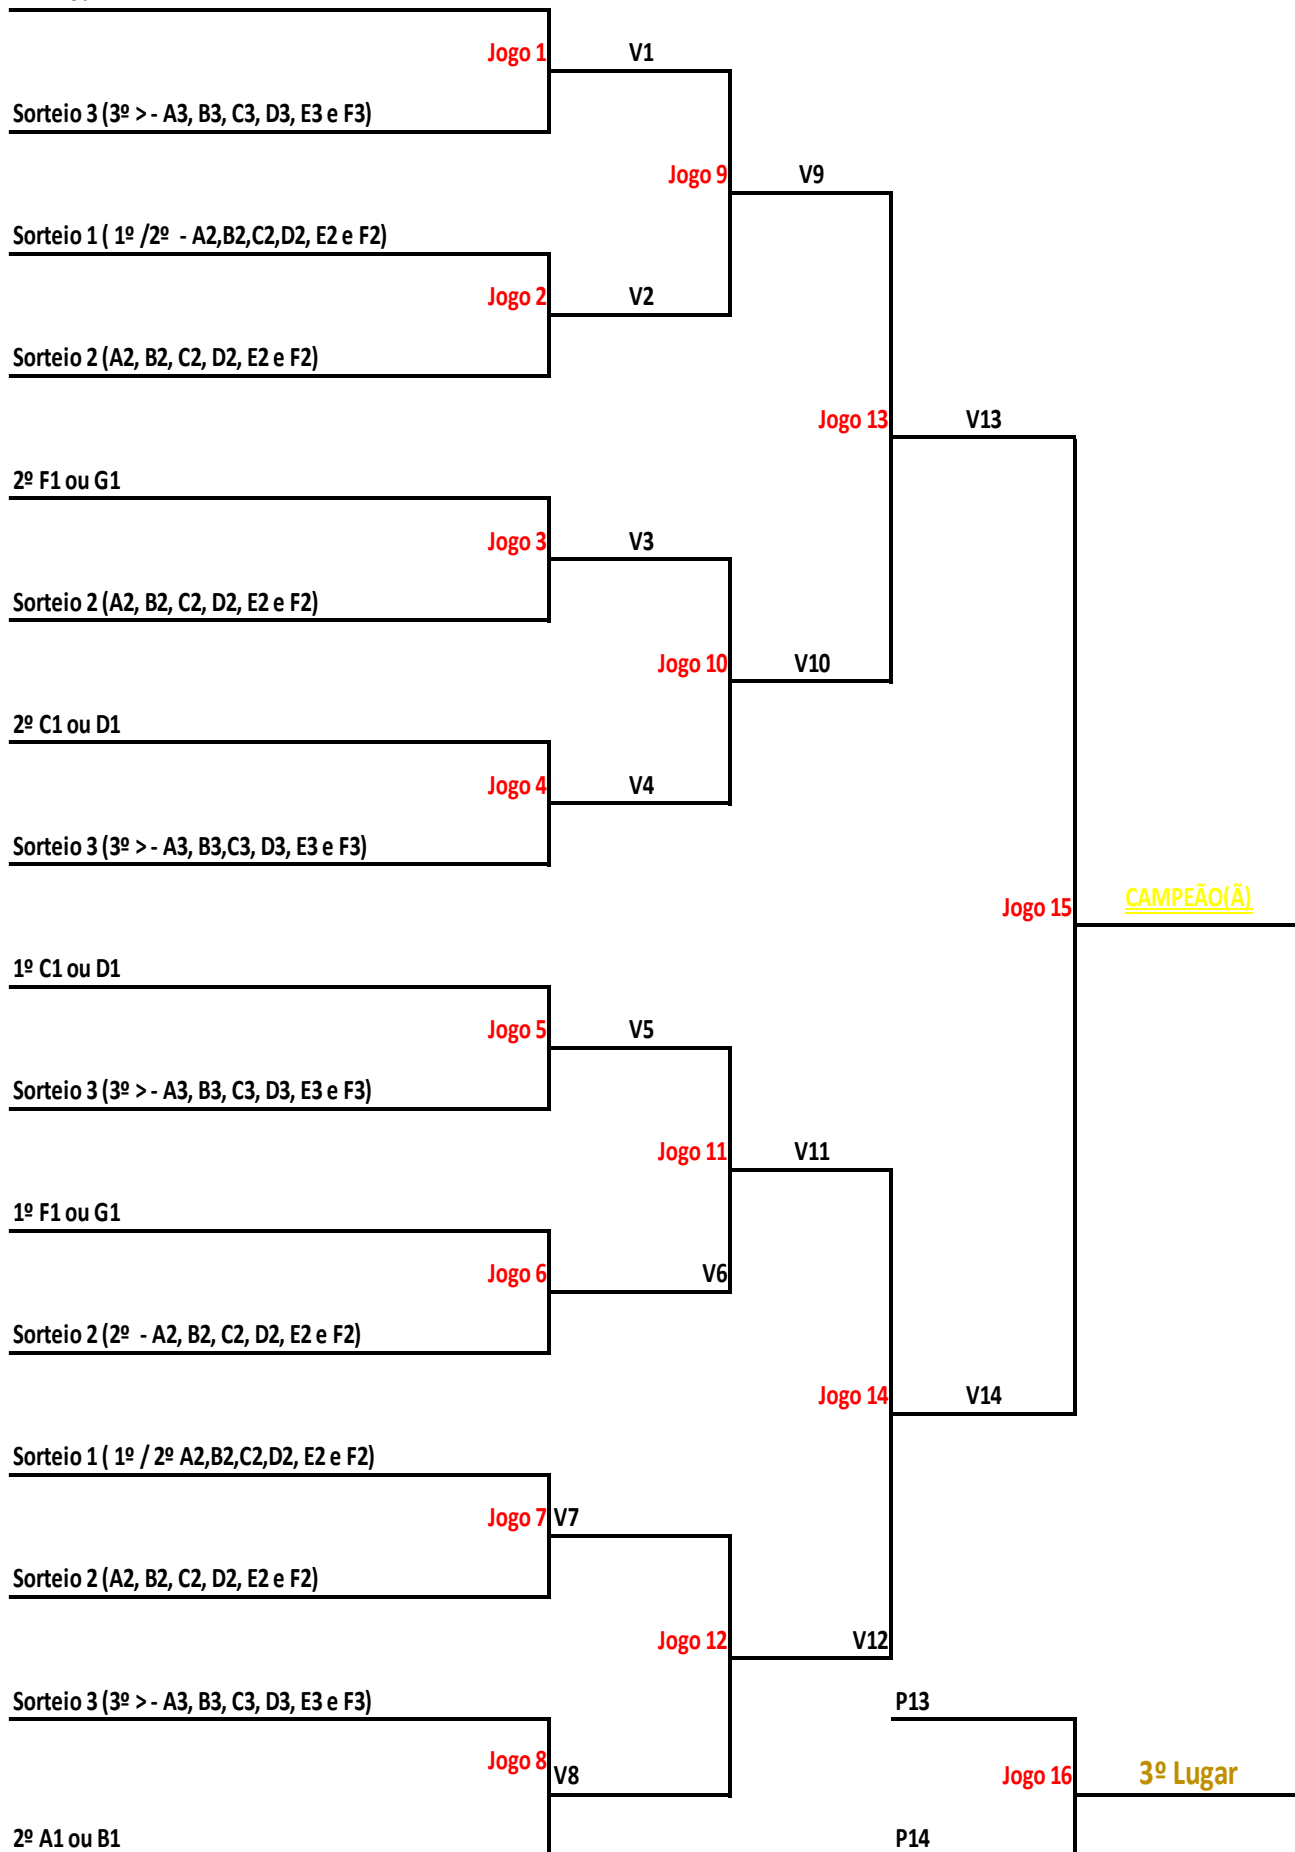 Jogo 1 V1
Sorteio 3 (3º > - A3, B3, C3, D3, E3 e F3)
Jogo 9 V9
Sorteio 1 ( 1º /2º - A2,B2,C2,D2, E2 e F2)
Jogo 2 V2
Sorteio 2 (A2, B2, C2, D2, E2 e F2)
Jogo 13 V13
2º F1 ou G1
Jogo 3 V3
Sorteio 2 (A2, B2, C2, D2, E2 e F2)
Jogo 10 V10
2º C1 ou D1
Jogo 4 V4
Sorteio 3 (3º > - A3, B3,C3, D3, E3 e F3)
Jogo 15 CAMPEÃO(Ã)
1º C1 ou D1
Jogo 5 V5
Sorteio 3 (3º > - A3, B3, C3, D3, E3 e F3)
Jogo 11 V11
1º F1 ou G1
Jogo 6 V6
Sorteio 2 (2º - A2, B2, C2, D2, E2 e F2)
Jogo 14 V14
Sorteio 1 ( 1º / 2º A2,B2,C2,D2, E2 e F2)
Jogo 7 V7
Sorteio 2 (A2, B2, C2, D2, E2 e F2)
Jogo 12 V12
Sorteio 3 (3º > - A3, B3, C3, D3, E3 e F3) P13
Jogo 8 V8 Jogo 16 3º Lugar
2º A1 ou B1 P14